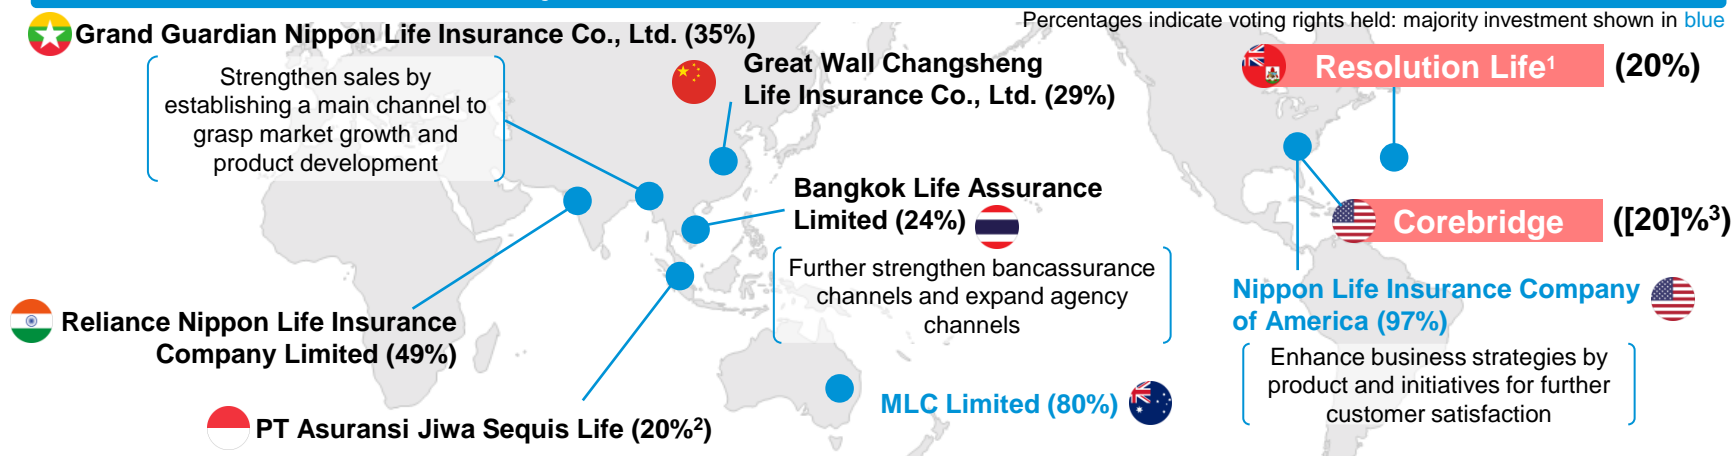 Percentages indicate voting rights held: majority investment shown in blue
Grand Guardian Nippon Life Insurance Co., Ltd. (35%)
Strengthen sales by
establishing a main channel to
grasp market growth and
product development
Great Wall Changsheng
Life Insurance Co., Ltd. (29%)
Resolution Life¹ (20%)
Bangkok Life Assurance
Limited (24%)
Further strengthen bancassurance
channels and expand agency
channels
Corebridge ([20]%³)
Reliance Nippon Life Insurance
Company Limited (49%)
Nippon Life Insurance Company
of America (97%)
Enhance business strategies by
product and initiatives for further
customer satisfaction
MLC Limited (80%)
PT Asuransi Jiwa Sequis Life (20%²)